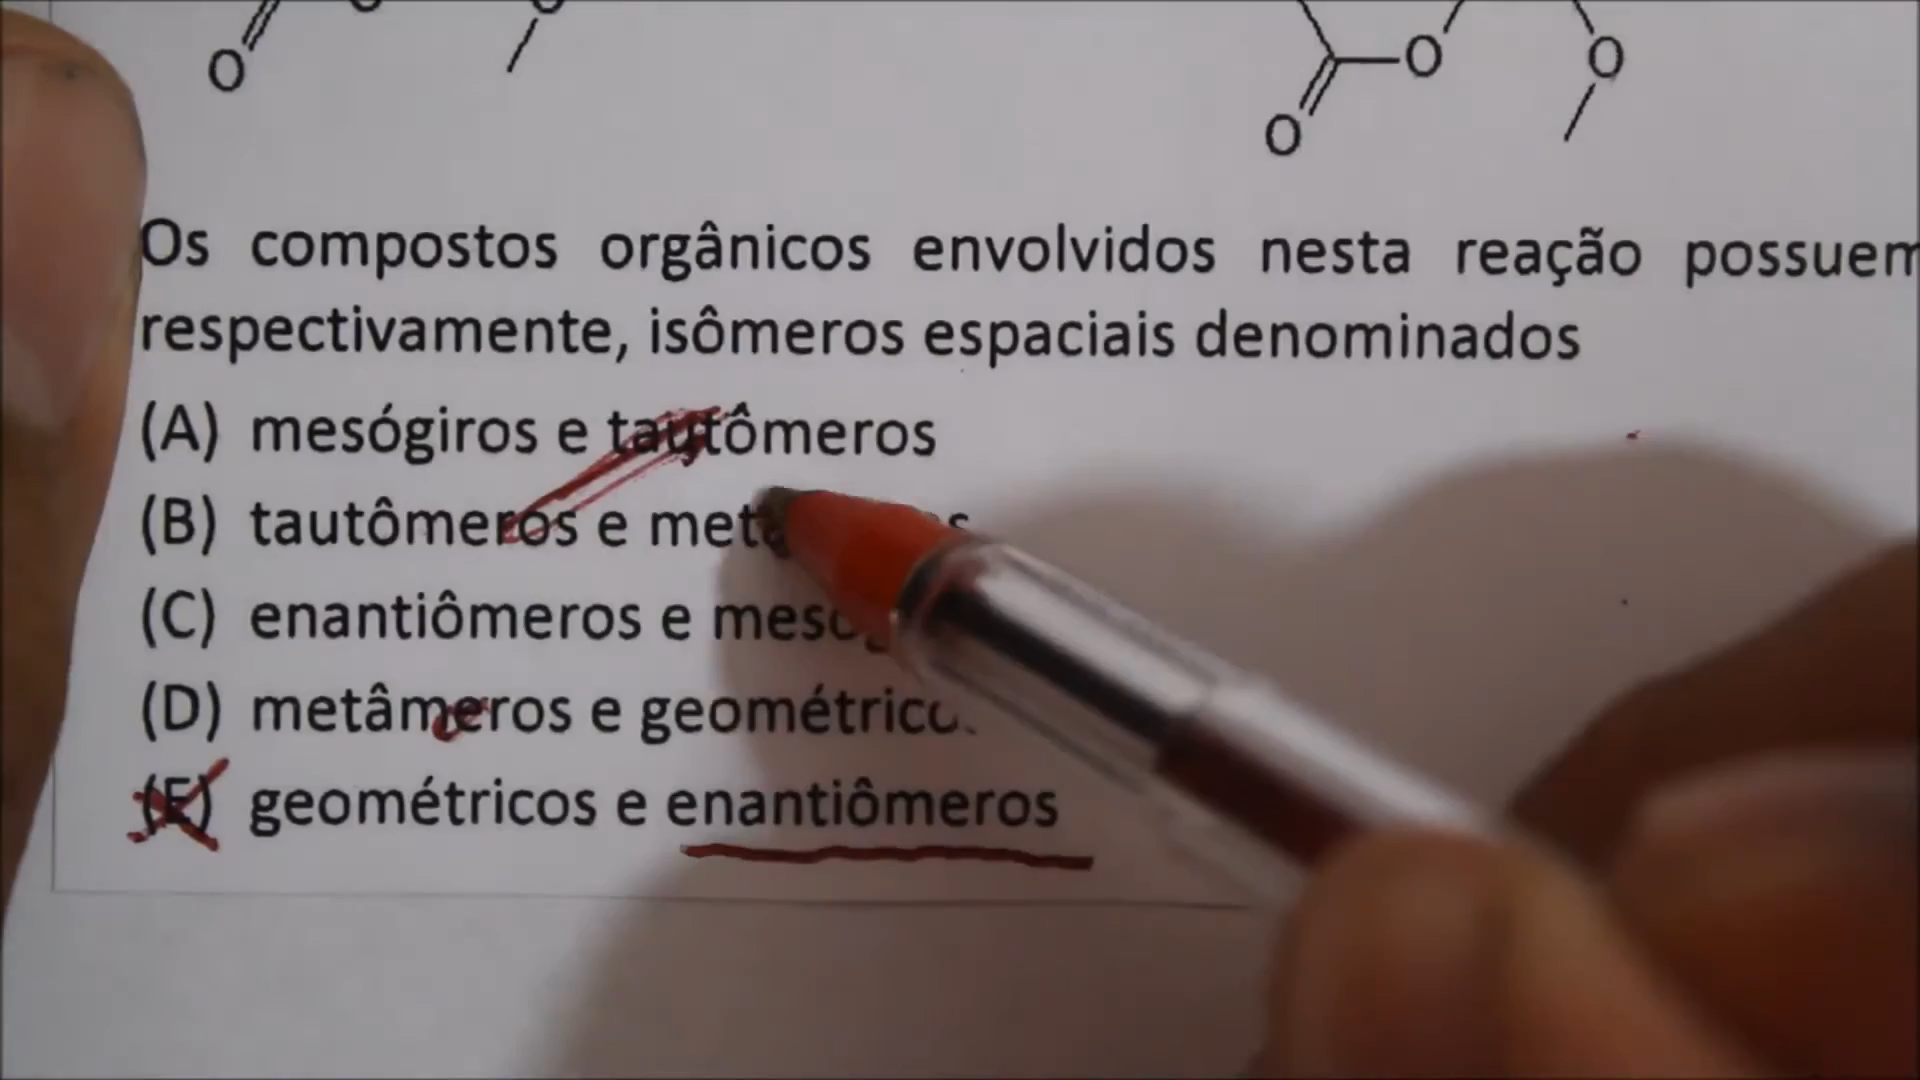 O
O
O
O
Os compostos orgânicos envolvidos nesta reação possuem
respectivamente, isômeros espaciais denominados
(A) mesógiros e tautômeros
(B) tautômeros e
(C) enantiômeros e
(D) metâmeros e
(E) geométricos e enantiômeros